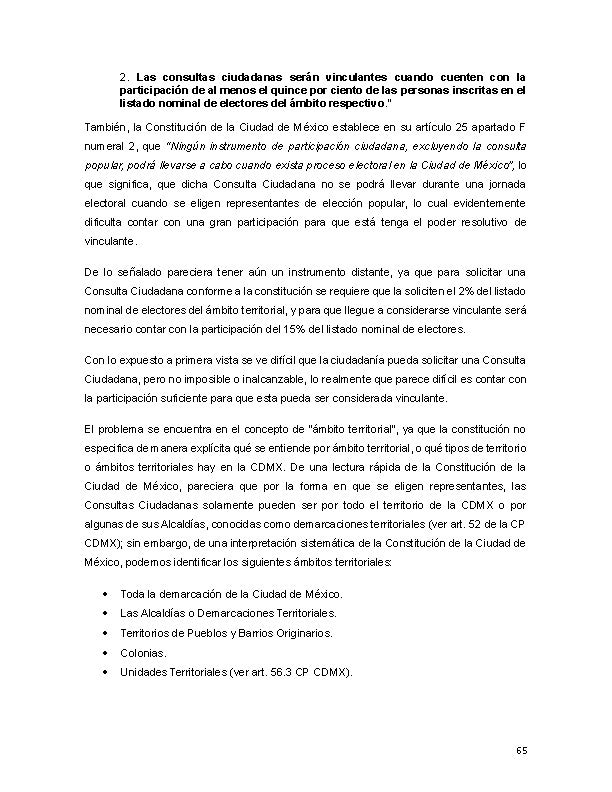 2. Las consultas ciudadanas serán vinculantes cuando cuenten con la
participación de al menos el quince por ciento de las personas inscritas en el
listado nominal de electores del ámbito respectivo."
También, la Constitución de la Ciudad de México establece en su artículo 25 apartado F
numeral 2, que "Ningún instrumento de participación ciudadana, excluyendo la consulta
popular, podrá llevarse a cabo cuando exista proceso electoral en la Ciudad de México", lo
que significa, que dicha Consulta Ciudadana no se podrá llevar durante una jornada
electoral cuando se eligen representantes de elección popular, lo cual evidentemente
dificulta contar con una gran participación para que está tenga el poder resolutivo de
vinculante.
De lo señalado pareciera tener aún un instrumento distante, ya que para solicitar una
Consulta Ciudadana conforme a la constitución se requiere que la soliciten el 2% del listado
nominal de electores del ámbito territorial, y para que llegue a considerarse vinculante será
necesario contar con la participación del 15% del listado nominal de electores.
Con lo expuesto a primera vista se ve difícil que la ciudadanía pueda solicitar una Consulta
Ciudadana, pero no imposible o inalcanzable, lo realmente que parece difícil es contar con
la participación suficiente para que esta pueda ser considerada vinculante.
El problema se encuentra en el concepto de "ámbito territorial", ya que la constitución no
especifica de manera explícita qué se entiende por ámbito territorial, o qué tipos de territorio
o ámbitos territoriales hay en la CDMX. De una lectura rápida de la Constitución de la
Ciudad de México, pareciera que por la forma en que se eligen representantes, las
Consultas Ciudadanas solamente pueden ser por todo el territorio de la CDMX o por
algunas de sus Alcaldías, conocidas como demarcaciones territoriales (ver art. 52 de la CP
CDMX); sin embargo, de una interpretación sistemática de la Constitución de la Ciudad de
México, podemos identificar los siguientes ámbitos territoriales:
• Toda la demarcación de la Ciudad de México.
• Las Alcaldías o Demarcaciones Territoriales.
• Territorios de Pueblos y Barrios Originarios.
• Colonias.
• Unidades Territoriales (ver art. 56.3 CP CDMX).
65